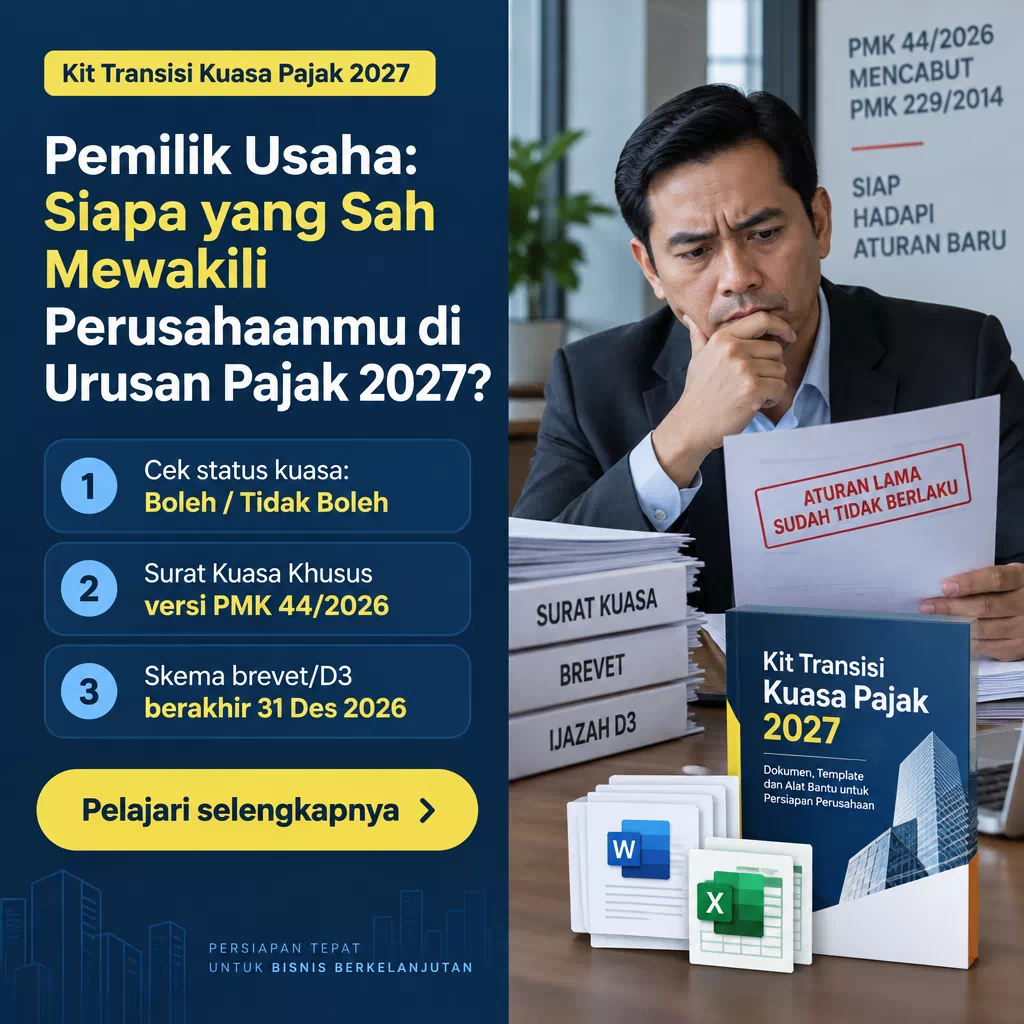 Kit Transisi Kuasa Pajak 2027
Pemilik Usaha:
Siapa yang Sah
Mewakili
Perusahaanmu di
Urusan Pajak 2027?
1
Cek status kuasa:
Boleh / Tidak Boleh
2
Surat Kuasa Khusus
versi PMK 44/2026
3
Skema brevet/D3
berakhir 31 Des 2026
Pelajari selengkapnya
PERSIAPAN TEPAT
UNTUK BISNIS BERKELANJUTAN
PMK 44/2026
MENCABUT
PMK 229/2014
SIAP
HADAPI
ATURAN BARU
ATURAN LAMA
SUDAH TIDAK BERLAKU
SURAT KUASA
BREVET
IJAZAH D3
Kit Transisi
Kuasa Pajak
2027
Dokumen, Template
dan Alat Bantu untuk
Persiapan Perusahaan
W
X